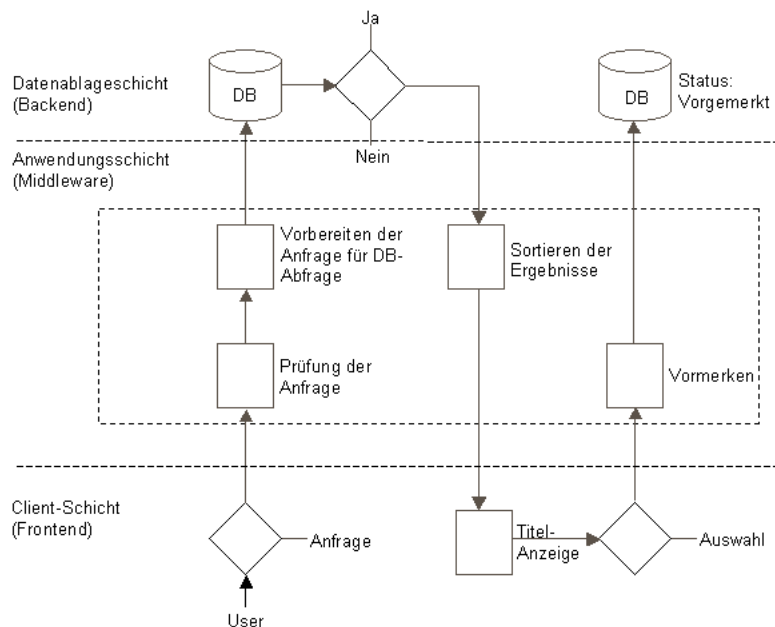 Ja
Datenablageschicht
(Backend)
DB
DB
Status:
Vorgemerkt
Nein
Anwendungsschicht
(Middleware)
Vorbereiten der
Anfrage für DB-
Abfrage
Sortieren der
Ergebnisse
Prüfung der
Anfrage
Vormerken
Client-Schicht
(Frontend)
Anfrage
Titel-
Anzeige
Auswahl
User